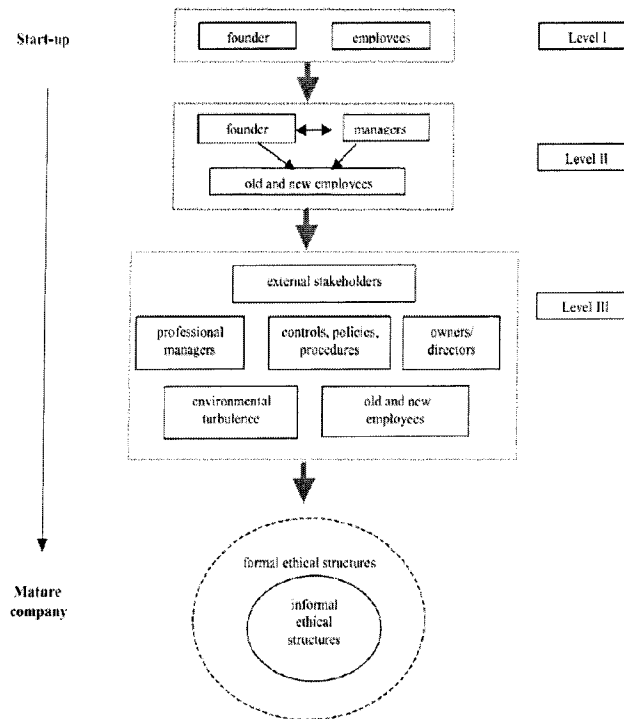 Start-up
founder
employees
Level I
founder
managers
old and new employees
Level II
external stakeholders
Level III
professional
managers
controls, policies,
procedures
owners/
directors
environmental
turbulence
old and new
employees
formal ethical structures
Mature
company
informal
ethical
structures